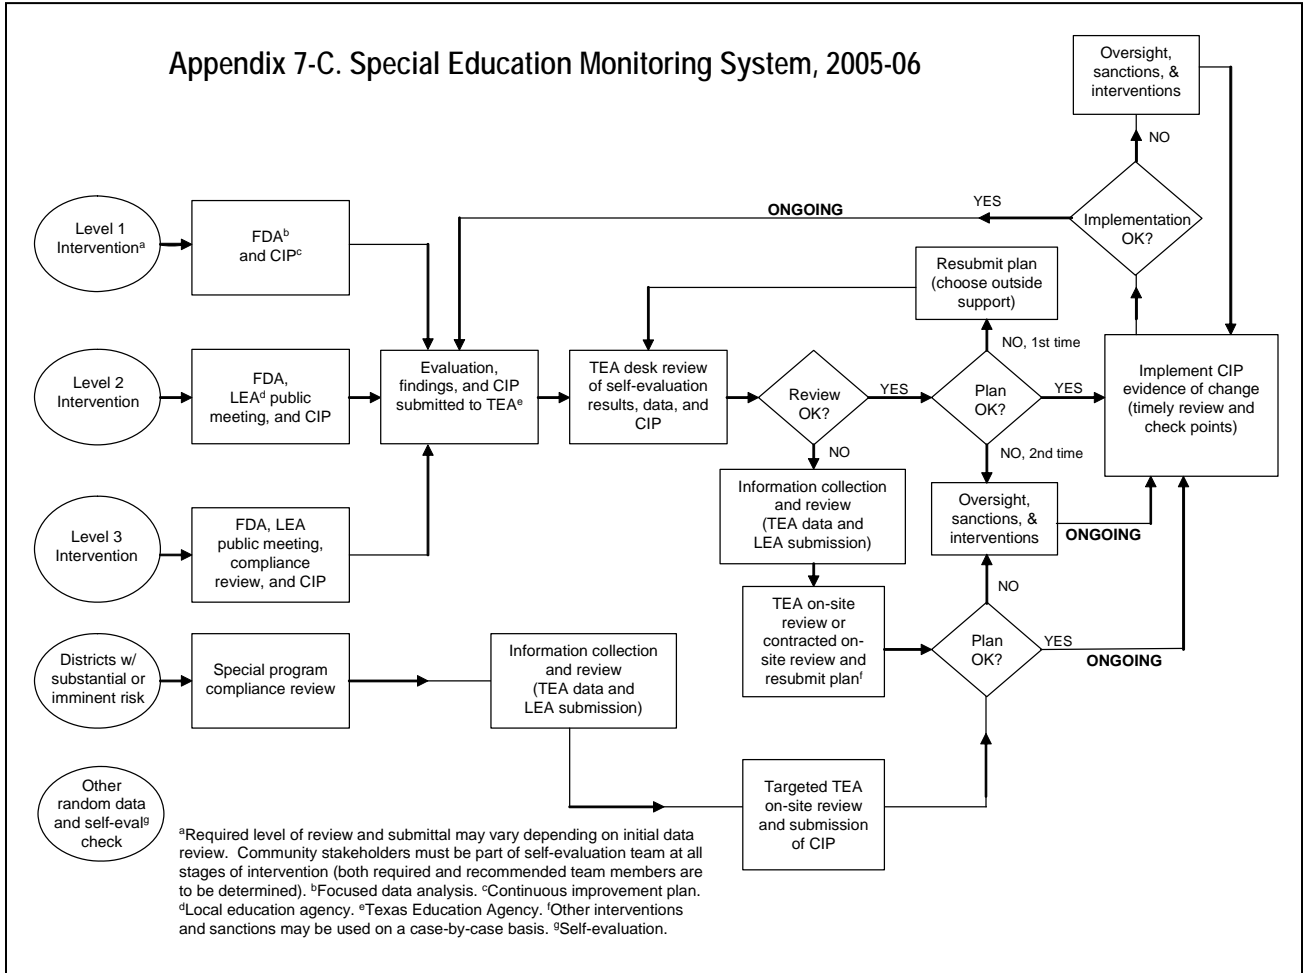 Appendix 7-C. Special Education Monitoring System, 2005-06
Oversight,
sanctions, &
interventions
NO
Implementation
OK?
YES
ONGOING
Level 1
Interventionᵃ
FDAᵇ
and CIPᶜ
Resubmit plan
(choose outside
support)
NO, 1st time
Level 2
Intervention
FDA,
LEAᵈ public
meeting, and CIP
Evaluation,
findings, and CIP
submitted to TEAᵉ
TEA desk review
of self-evaluation
results, data, and
CIP
Review
OK?
YES
Plan
OK?
YES
Implement CIP
evidence of change
(timely review and
check points)
NO
NO, 2nd time
Level 3
Intervention
FDA, LEA
public meeting,
compliance
review, and CIP
Information collection
and review
(TEA data and
LEA submission)
Oversight,
sanctions, &
interventions
ONGOING
NO
TEA on-site
review or
contracted on-
site review and
resubmit planᶠ
Plan
OK?
YES
ONGOING
Districts w/
substantial or
imminent risk
Special program
compliance review
Information collection
and review
(TEA data and
LEA submission)
Other
random data
and self-evalᵍ
check
Targeted TEA
on-site review
and submission
of CIP
ᵃRequired level of review and submittal may vary depending on initial data
review. Community stakeholders must be part of self-evaluation team at all
stages of intervention (both required and recommended team members are
to be determined). ᵇFocused data analysis. ᶜContinuous improvement plan.
ᵈLocal education agency. ᵉTexas Education Agency. ᶠOther interventions
and sanctions may be used on a case-by-case basis. ᵍSelf-evaluation.